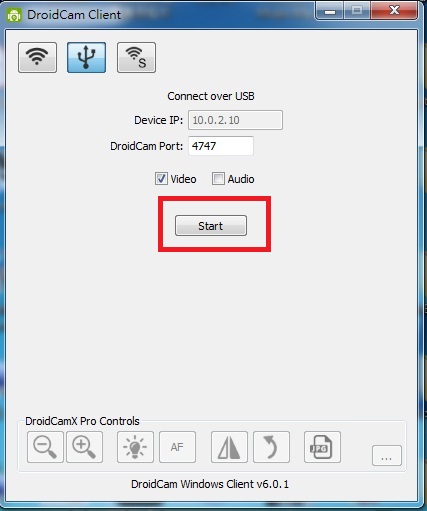 DroidCam Client
S
Connect over USB
Device IP: 10.0.2.10
DroidCam Port: 4747
Video Audio
Start
DroidCamX Pro Controls
AF JPG ...
DroidCam Windows Client v6.0.1